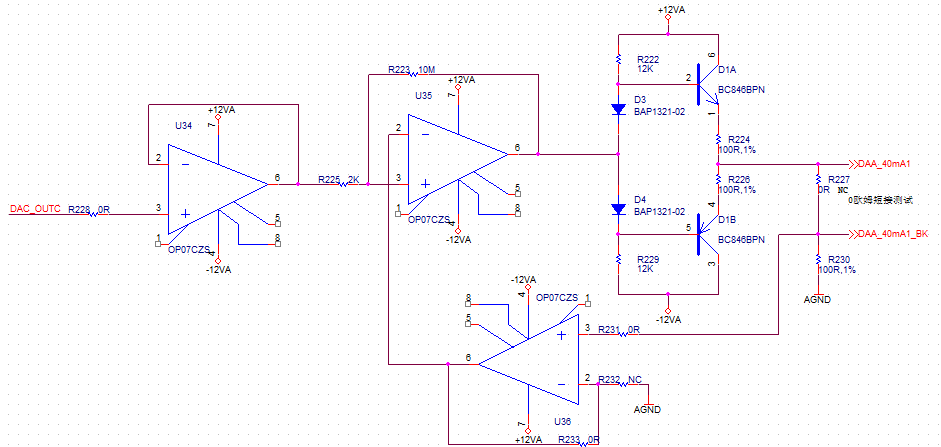 +12VA
R222
12K
6
D1A
2
BC846BPN
1
D3
BAP1321-02
R223 10M
+12VA
7
U35
2
6
3
5
8
1
OP07CZS
4
-12VA
+12VA
U34
7
2
6
3
5
8
1
OP07CZS
4
-12VA
DAC_OUTC
R228 0R
R225 2K
R224
100R,1%
DAA_40mA1
R226
100R,1%
R227
0R NC
0欧姆短接测试
D4
BAP1321-02
4
D1B
5
BC846BPN
3
DAA_40mA1_BK
R229
12K
R230
100R,1%
AGND
-12VA
-12VA
OP07CZS
8
4
1
5
3
R231 0R
6
2
R232 NC
AGND
7
U36
+12VA
R233 0R